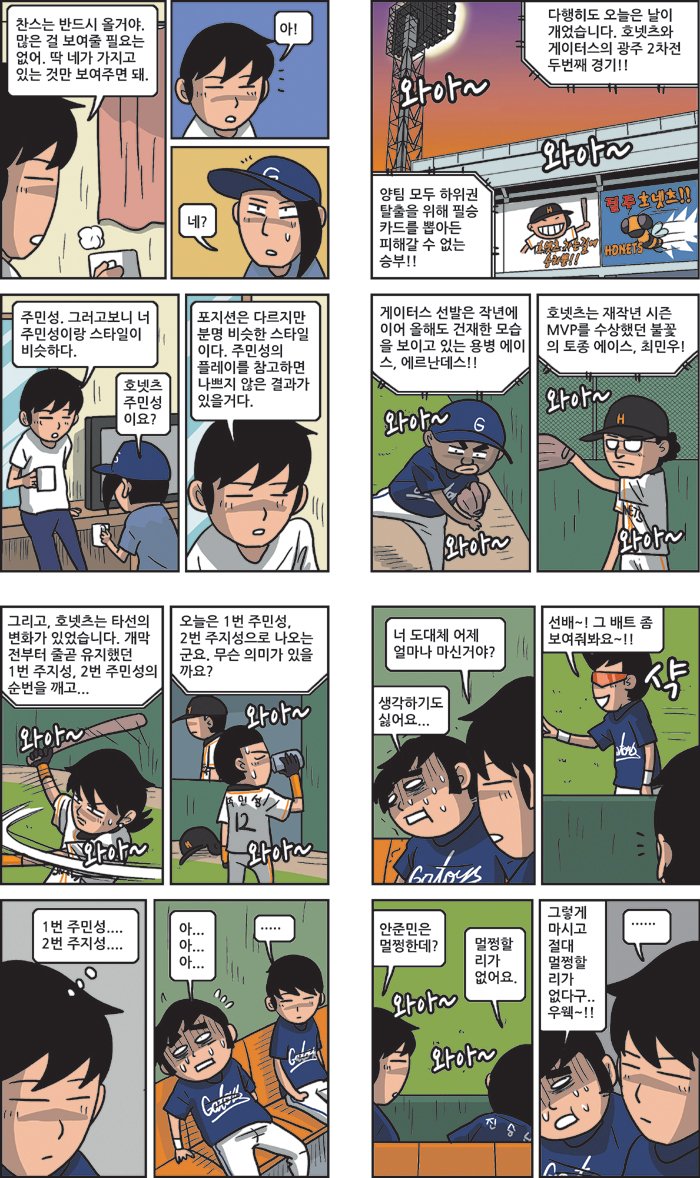 찬스는 반드시 올거야.
많은 걸 보여줄 필요는
없어. 딱 네가 가지고
있는 것만 보여주면 돼.
아!
G
네?
주민성. 그러고보니 너
주민성이랑 스타일이
비슷하다.
호넷츠
주민성
이요?
G
포지션은 다르지만
분명 비슷한 스타일
이다. 주민성의
플레이를 참고하면
나쁘지 않은 결과가
있을거다.
다행히도 오늘은 날이
개었습니다. 호넷츠와
게이터스의 광주 2차전
두번째 경기!!
와아~
와아~
양팀 모두 하위권
탈출을 위해 필승
카드를 뽑아든
피해갈 수 없는
승부!!
H
호넷츠!!
HONETS
게이터스 선발은 작년에
이어 올해도 건재한 모습
을 보이고 있는 용병 에이
스, 에르난데스!!
와아~
G
와아~
호넷츠는 재작년 시즌
MVP를 수상했던 불꽃
의 토종 에이스, 최민우!
와아~
H
와아~
그리고, 호넷츠는 타선의
변화가 있었습니다. 개막
전부터 줄곧 유지했던
1번 주지성, 2번 주민성의
순번을 깨고...
와아~
와아~
오늘은 1번 주민성,
2번 주지성으로 나오는
군요. 무슨 의미가 있을
까요?
와아~
주민성
12
와아~
1번 주민성....
2번 주지성....
아...
아...
아...
.....
Gators
Gators
너 도대체 어제
얼마나 마신거야?
생각하기도
싫어요...
Gators
선배~! 그 배트 좀
보여줘봐요~!!
샥
Gators
안준민은
멀쩡한데?
멀쩡할
리가
없어요.
와아~
와아~
진승
그렇게
마시고
절대
멀쩡할
리가
없다구..
우웩~!!
......